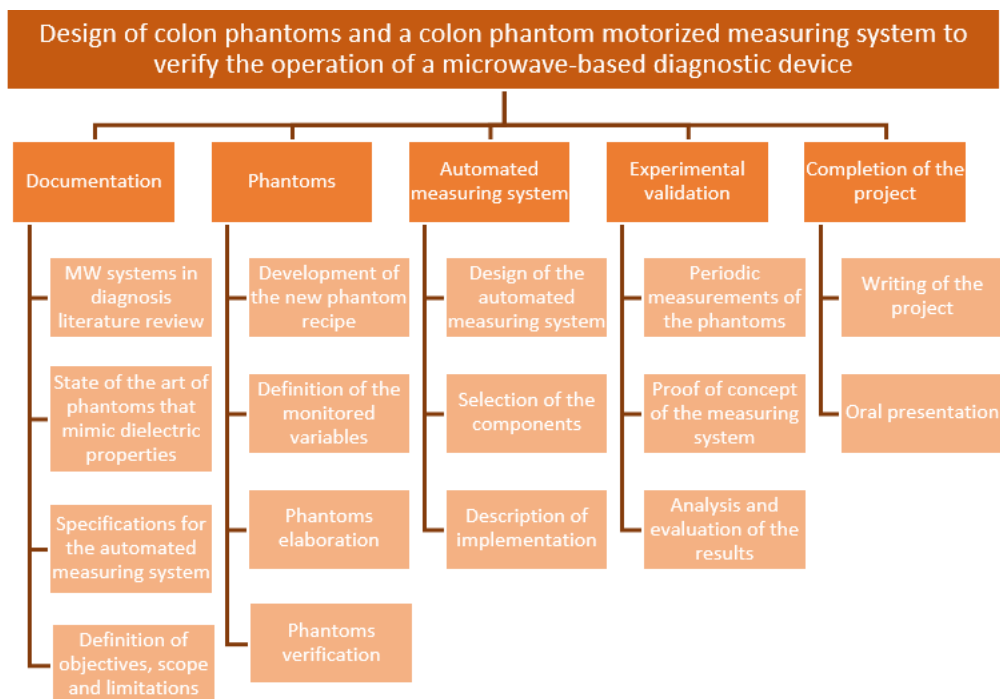 Design of colon phantoms and a colon phantom motorized measuring system to
verify the operation of a microwave-based diagnostic device
Documentation
MW systems in
diagnosis
literature review
State of the art of
phantoms that
mimic dielectric
properties
Specifications for
the automated
measuring system
Definition of
objectives, scope
and limitations
Phantoms
Development of
the new phantom
recipe
Definition of the
monitored
variables
Phantoms
elaboration
Phantoms
verification
Automated
measuring system
Design of the
automated
measuring system
Selection of the
components
Description of
implementation
Experimental
validation
Periodic
measurements of
the phantoms
Proof of concept
of the measuring
system
Analysis and
evaluation of the
results
Completion of the
project
Writing of the
project
Oral presentation